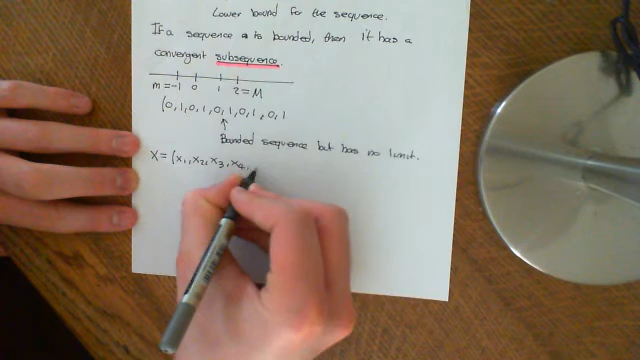 Lower bound for the sequence.
If a sequence is bounded, then it has a
convergent subsequence.
m=-1 0 1 2=M
(0,1,0,1,0,1,0,1,0,1
Bounded sequence but has no limit.
X=(x₁,x₂,x₃,x₄,